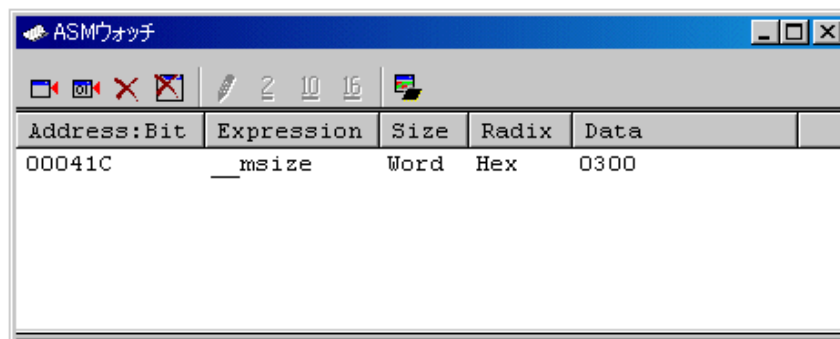 ASMウォッチ
2 10 16
Address:Bit Expression Size Radix Data
00041C __msize Word Hex 0300